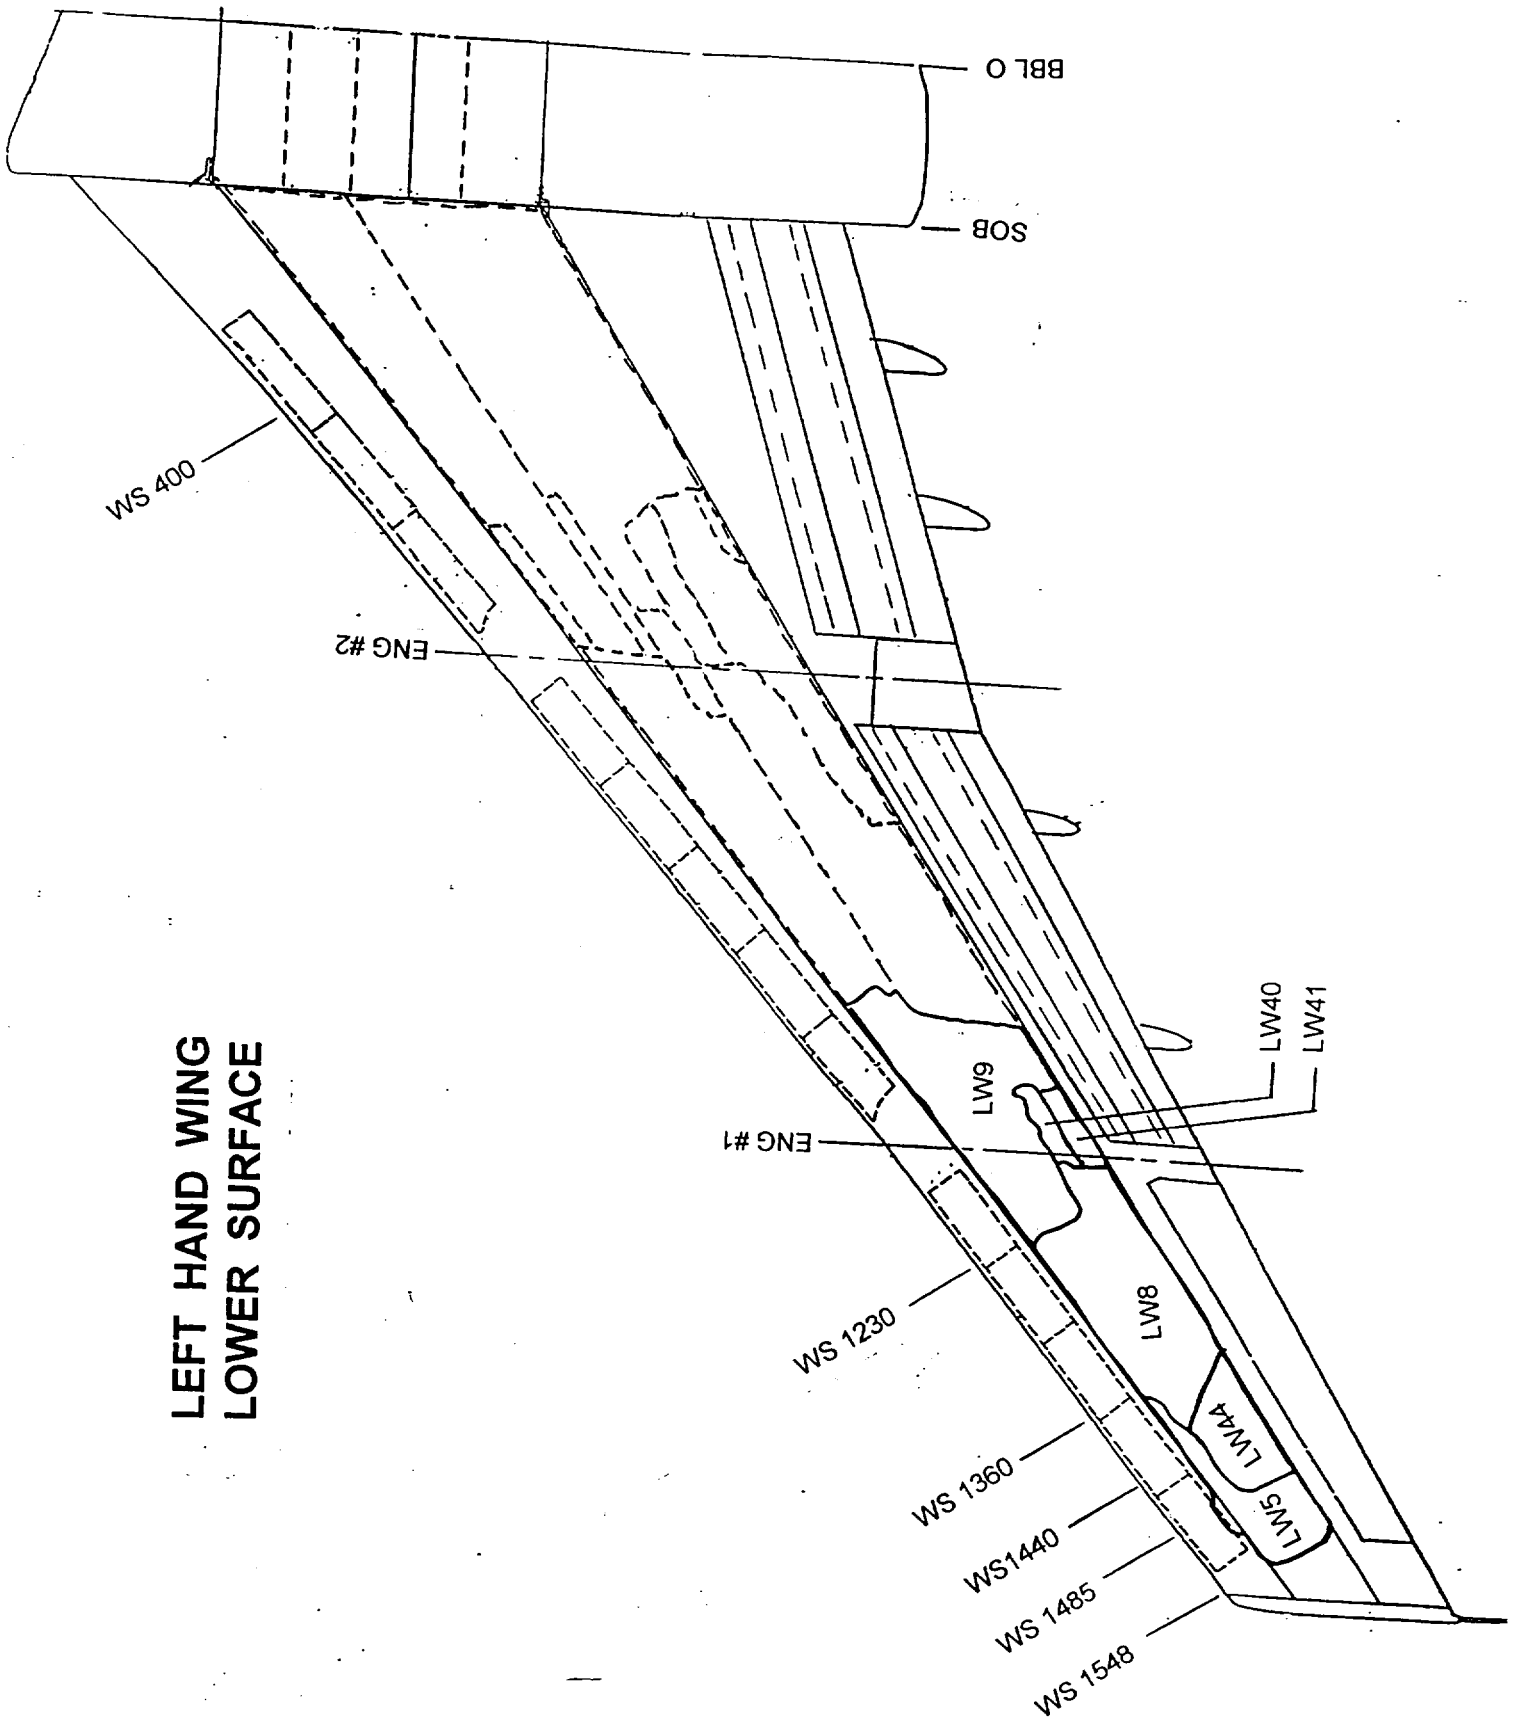 LEFT HAND WING
LOWER SURFACE
BBL O
SOB
WS 400
ENG #2
ENG #1
LW9
LW40
LW41
WS 1230
LW8
WS 1360
LW44
WS1440
LW5
WS 1485
WS 1548